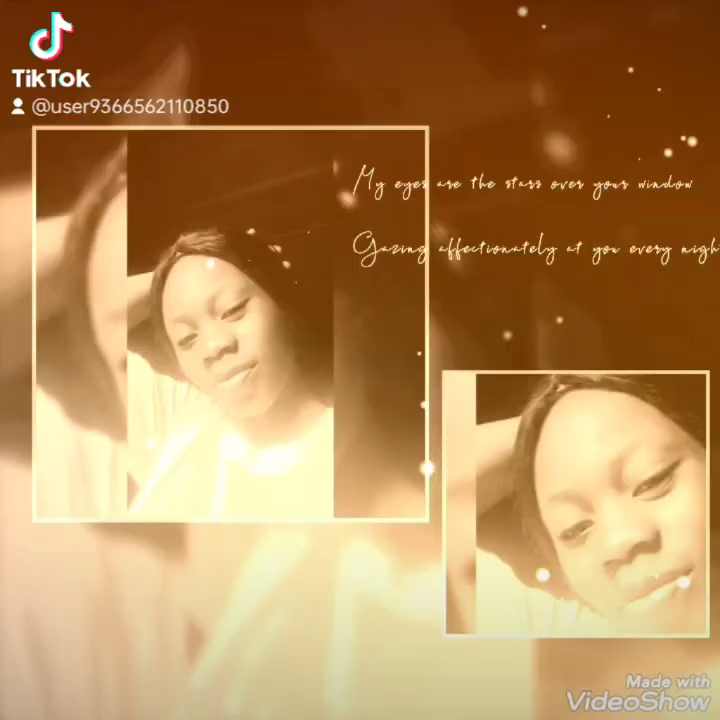 TikTok
@user9366562110850
My eyes are the stars over your window
Gazing affectionately at you every nigh
Made with
VideoShow